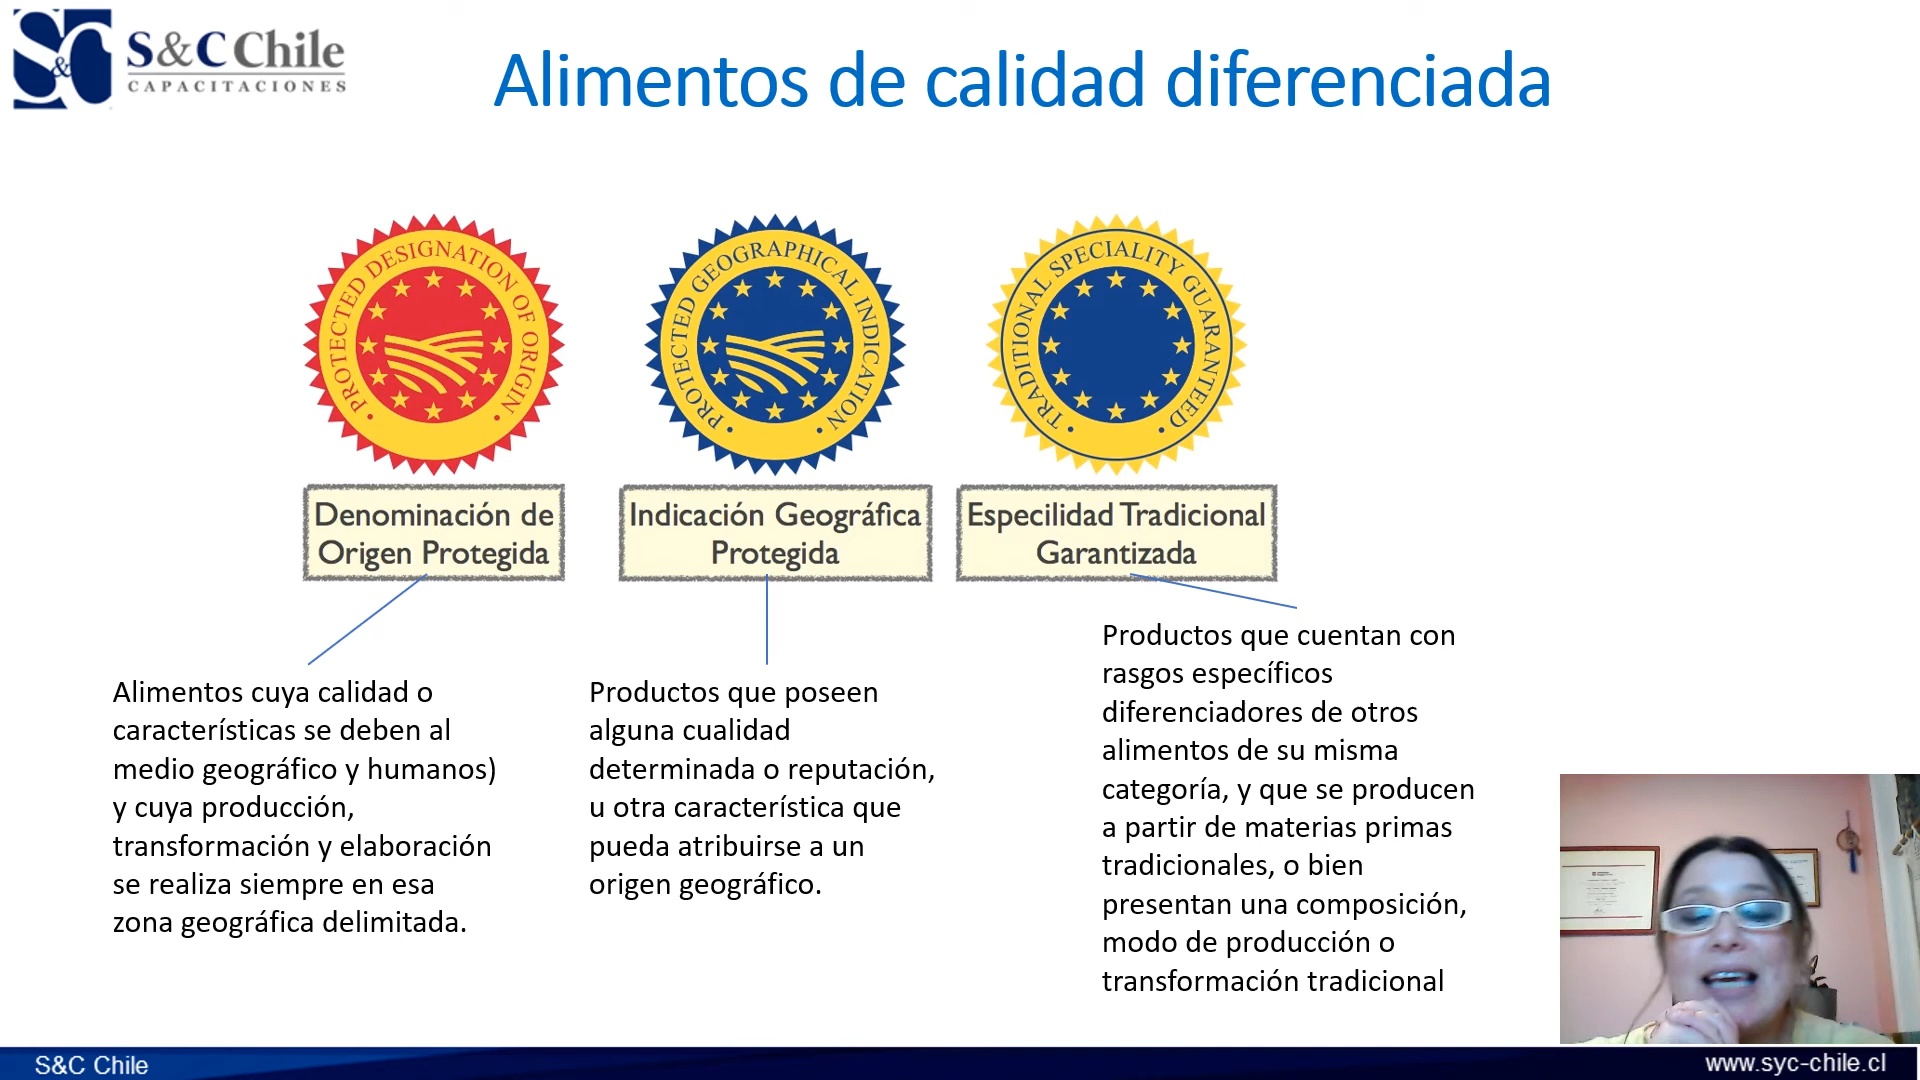 S&C Chile
CAPACITACIONES
Alimentos de calidad diferenciada
PROTECTED DESIGNATION OF ORIGIN
PROTECTED GEOGRAPHICAL INDICATION
TRADITIONAL SPECIALITY GUARANTEED
Denominación de
Origen Protegida
Indicación Geográfica
Protegida
Especilidad Tradicional
Garantizada
Alimentos cuya calidad o
características se deben al
medio geográfico y humanos)
y cuya producción,
transformación y elaboración
se realiza siempre en esa
zona geográfica delimitada.
Productos que poseen
alguna cualidad
determinada o reputación,
u otra característica que
pueda atribuirse a un
origen geográfico.
Productos que cuentan con
rasgos específicos
diferenciadores de otros
alimentos de su misma
categoría, y que se producen
a partir de materias primas
tradicionales, o bien
presentan una composición,
modo de producción o
transformación tradicional
S&C Chile
www.syc-chile.cl